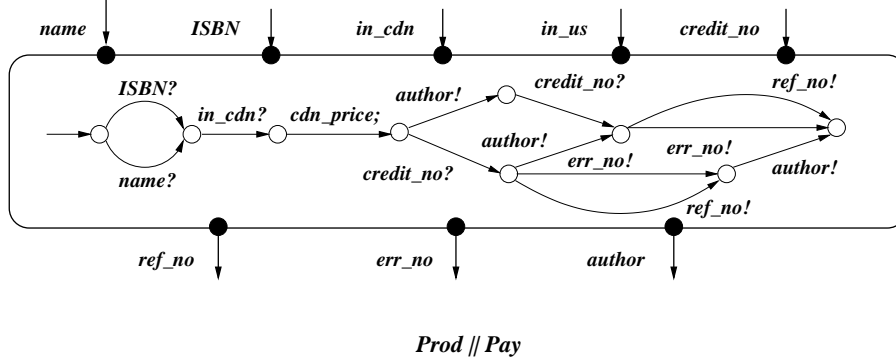 name ISBN in_cdn in_us credit_no
ISBN? in_cdn? cdn_price; author! credit_no? ref_no!
name? credit_no? author! err_no! err_no! author!
ref_no!
ref_no err_no author
Prod || Pay